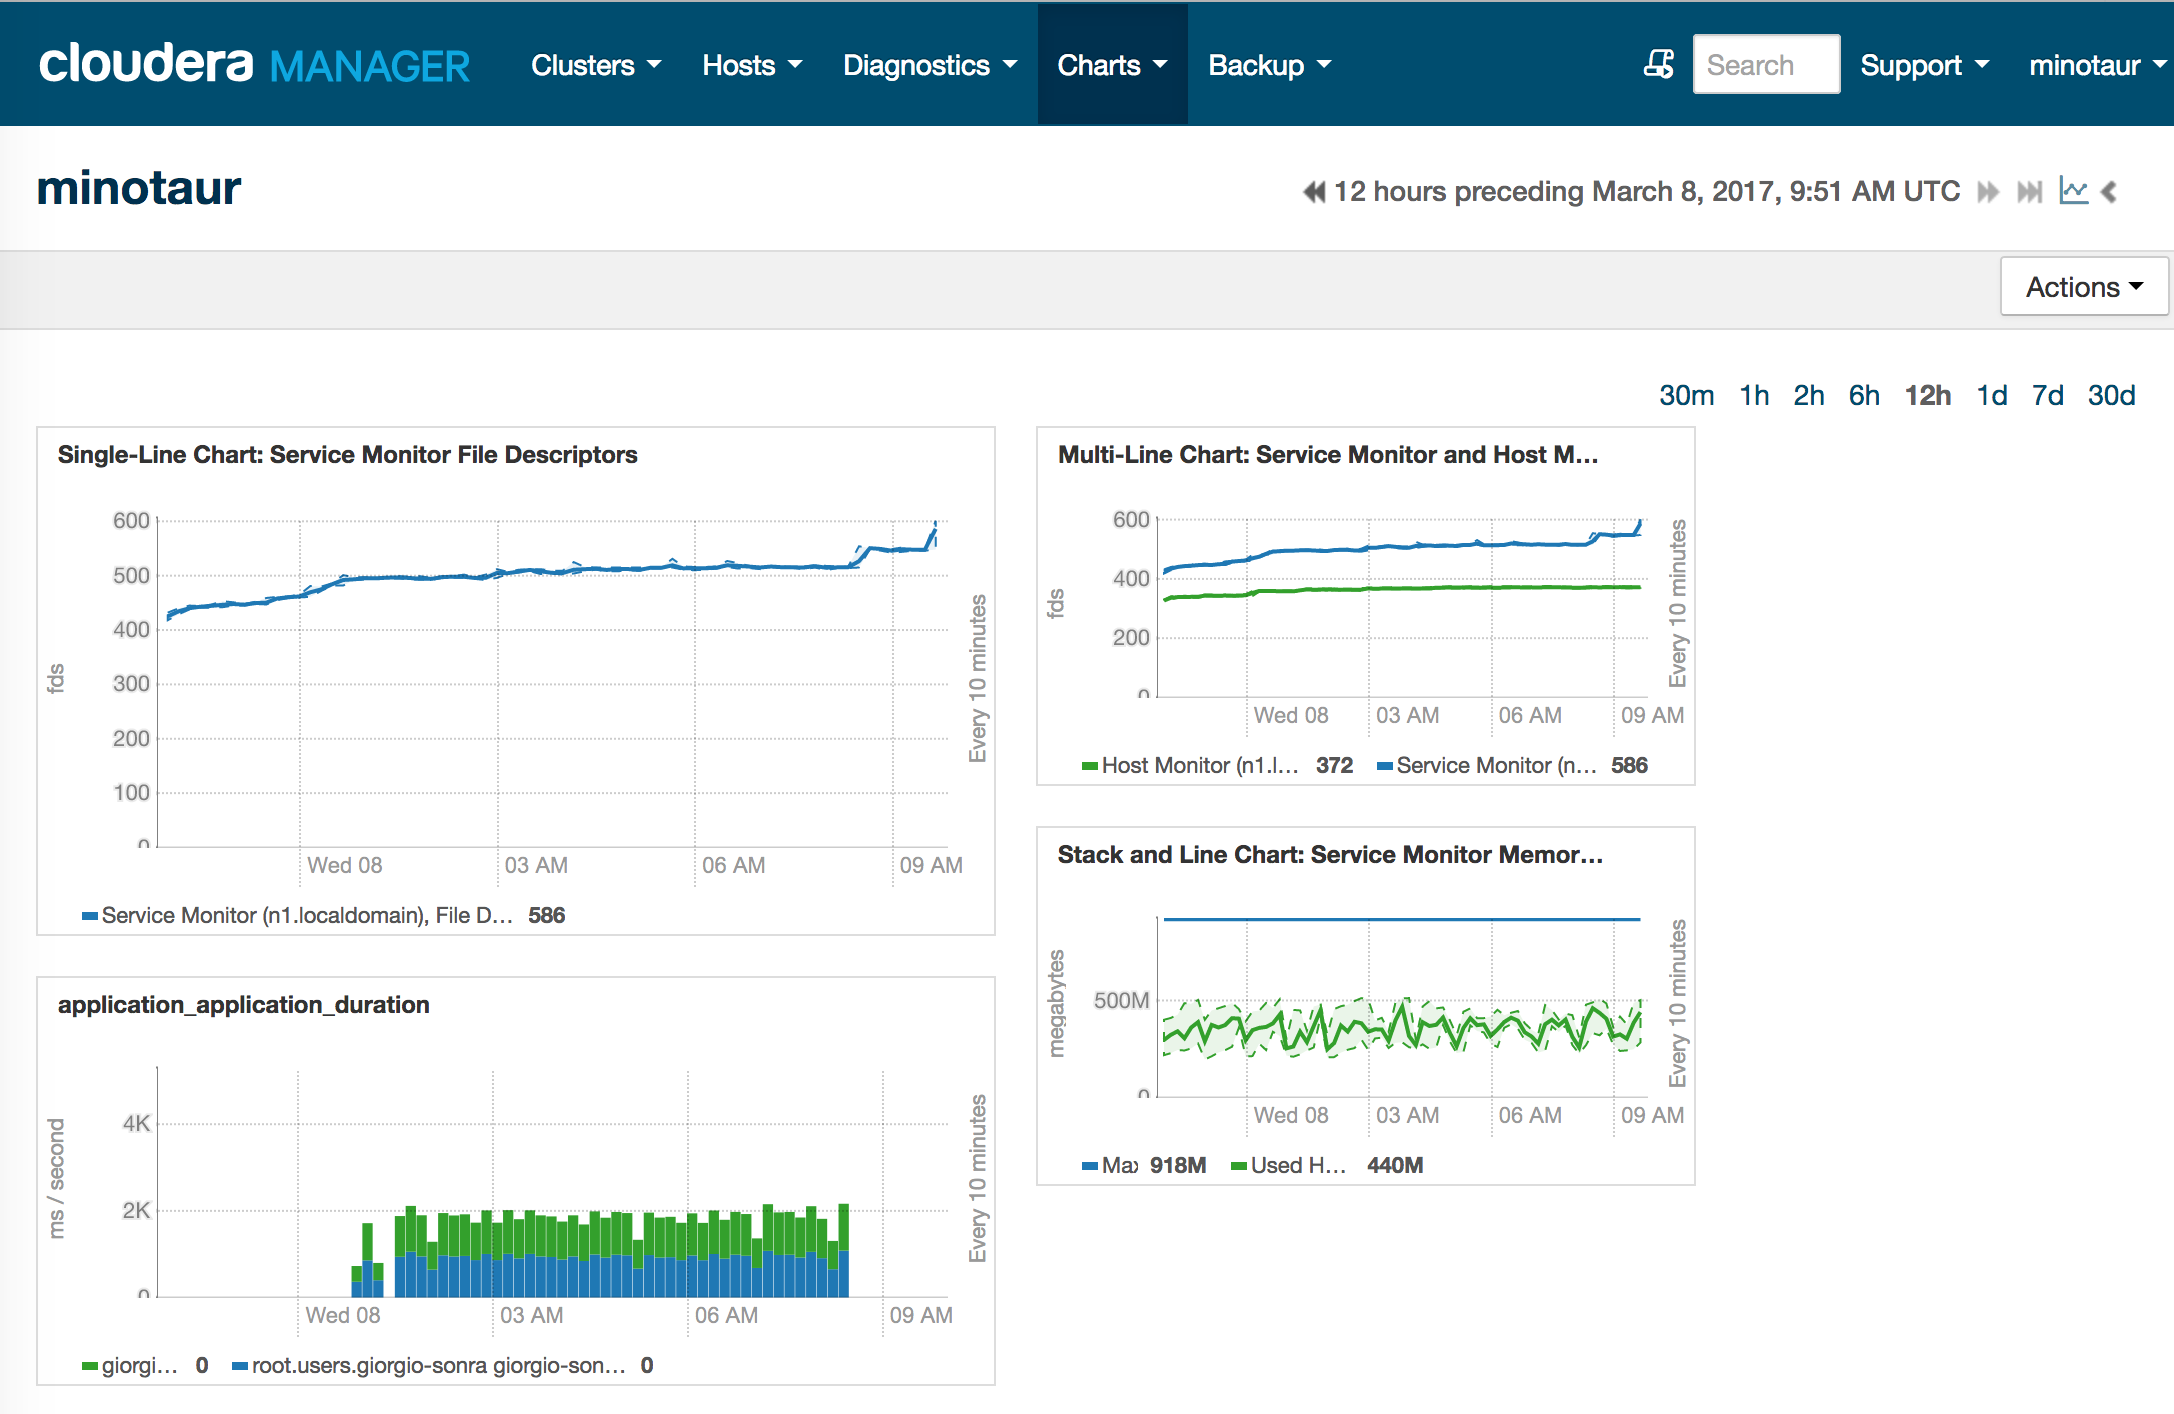 cloudera MANAGER Clusters Hosts Diagnostics Charts Backup Search Support minotaur
minotaur
12 hours preceding March 8, 2017, 9:51 AM UTC
Actions
30m 1h 2h 6h 12h 1d 7d 30d
Single-Line Chart: Service Monitor File Descriptors
600
500
400
300
200
100
0
fds
Every 10 minutes
Wed 08 03 AM 06 AM 09 AM
Service Monitor (n1.localdomain), File D... 586
Multi-Line Chart: Service Monitor and Host M...
600
400
200
0
fds
Every 10 minutes
Wed 08 03 AM 06 AM 09 AM
Host Monitor (n1.l... 372 Service Monitor (n... 586
Stack and Line Chart: Service Monitor Memor...
500M
0
megabytes
Every 10 minutes
Wed 08 03 AM 06 AM 09 AM
Max 918M Used H... 440M
application_application_duration
4K
2K
0
ms / second
Every 10 minutes
Wed 08 03 AM 06 AM 09 AM
giorgi... 0 root.users.giorgio-sonra giorgio-son... 0